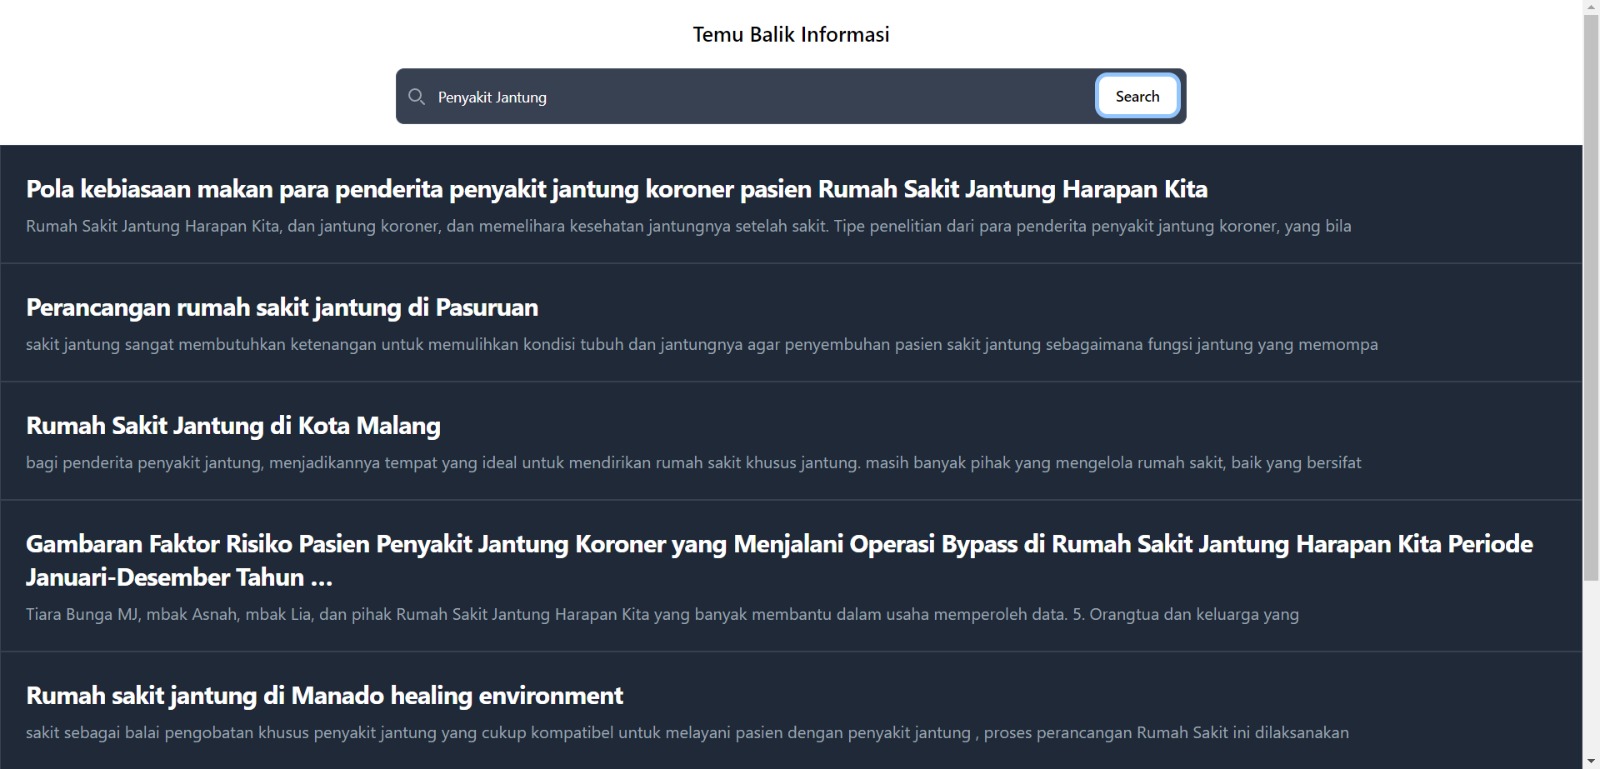 Temu Balik Informasi
Penyakit Jantung
Search
Pola kebiasaan makan para penderita penyakit jantung koroner pasien Rumah Sakit Jantung Harapan Kita
Rumah Sakit Jantung Harapan Kita, dan jantung koroner, dan memelihara kesehatan jantungnya setelah sakit. Tipe penelitian dari para penderita penyakit jantung koroner, yang bila
Perancangan rumah sakit jantung di Pasuruan
sakit jantung sangat membutuhkan ketenangan untuk memulihkan kondisi tubuh dan jantungnya agar penyembuhan pasien sakit jantung sebagaimana fungsi jantung yang memompa
Rumah Sakit Jantung di Kota Malang
bagi penderita penyakit jantung, menjadikannya tempat yang ideal untuk mendirikan rumah sakit khusus jantung. masih banyak pihak yang mengelola rumah sakit, baik yang bersifat
Gambaran Faktor Risiko Pasien Penyakit Jantung Koroner yang Menjalani Operasi Bypass di Rumah Sakit Jantung Harapan Kita Periode
Januari-Desember Tahun …
Tiara Bunga MJ, mbak Asnah, mbak Lia, dan pihak Rumah Sakit Jantung Harapan Kita yang banyak membantu dalam usaha memperoleh data. 5. Orangtua dan keluarga yang
Rumah sakit jantung di Manado healing environment
sakit sebagai balai pengobatan khusus penyakit jantung yang cukup kompatibel untuk melayani pasien dengan penyakit jantung , proses perancangan Rumah Sakit ini dilaksanakan